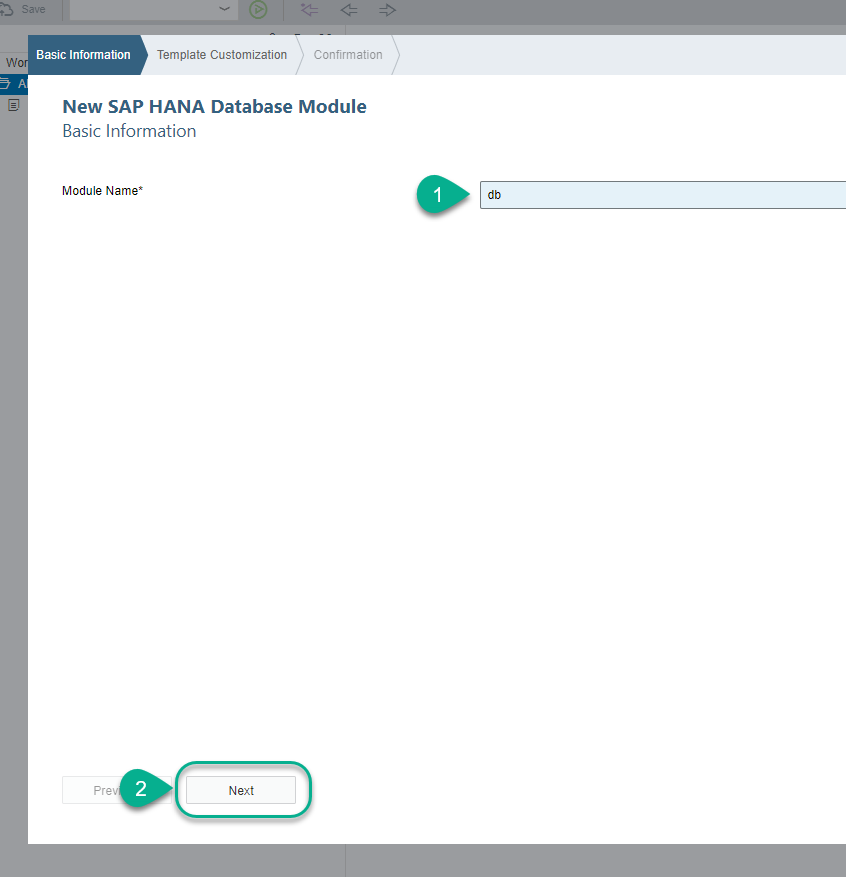 Save
Wor
Basic Information
Template Customization
Confirmation
New SAP HANA Database Module
Basic Information
Module Name*
1
db
Prev
2
Next